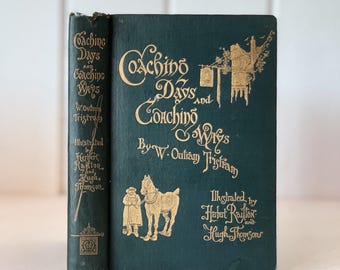 COACHING
DAYS
AND
COACHING
WAYS
W. Outram
Tristram
Illustrated
by
Herbert
Railton
and
Hugh
Thomson
COACHING
DAYS and
COACHING
WAYS
By W. OUTRAM TRISTRAM
Illustrated by
Herbert Railton
and
Hugh Thomson